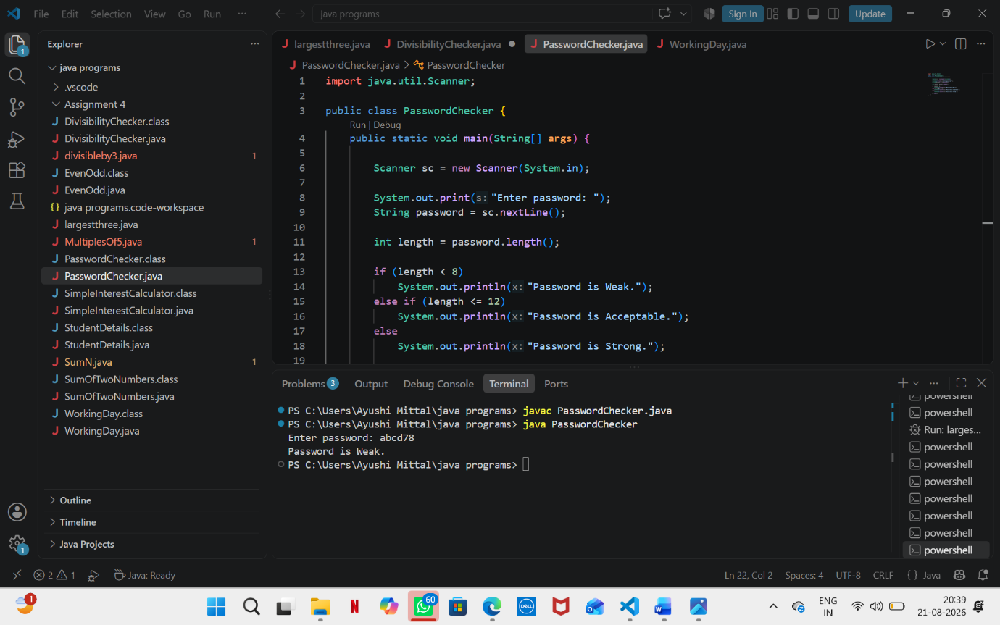 File Edit Selection View Go Run ··· java programs Sign In Update
Explorer ···
java programs
.vscode
Assignment 4
DivisibilityChecker.class
DivisibilityChecker.java
divisibleby3.java 1
EvenOdd.class
EvenOdd.java
{} java programs.code-workspace
largestthree.java
MultiplesOf5.java 1
PasswordChecker.class
PasswordChecker.java
SimpleInterestCalculator.class
SimpleInterestCalculator.java
StudentDetails.class
StudentDetails.java
SumN.java 1
SumOfTwoNumbers.class
SumOfTwoNumbers.java
WorkingDay.class
WorkingDay.java
Outline
Timeline
Java Projects
1
1
largestthree.java DivisibilityChecker.java PasswordChecker.java WorkingDay.java
PasswordChecker.java > PasswordChecker
1 import java.util.Scanner;
2
3 public class PasswordChecker {
Run | Debug
4 public static void main(String[] args) {
5
6 Scanner sc = new Scanner(System.in);
7
8 System.out.print(s: "Enter password: ");
9 String password = sc.nextLine();
10
11 int length = password.length();
12
13 if (length < 8)
14 System.out.println(x: "Password is Weak.");
15 else if (length <= 12)
16 System.out.println(x: "Password is Acceptable.");
17 else
18 System.out.println(x: "Password is Strong.");
19
Problems 3 Output Debug Console Terminal Ports
PS C:\Users\Ayushi Mittal\java programs> javac PasswordChecker.java
PS C:\Users\Ayushi Mittal\java programs> java PasswordChecker
Enter password: abcd78
Password is Weak.
PS C:\Users\Ayushi Mittal\java programs>
powershell
powershell
Run: larges...
powershell
powershell
powershell
powershell
powershell
powershell
powershell
2 1 Java: Ready Ln 22, Col 2 Spaces: 4 UTF-8 CRLF {} Java
1 N 60 DELL ENG 20:39
IN 21-08-2026